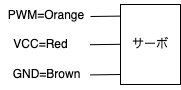 PWM=Orange
VCC=Red
サーボ
GND=Brown